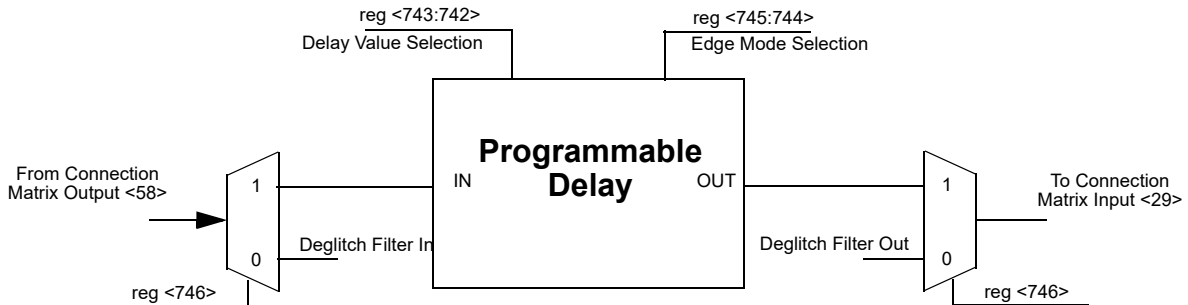 reg <743:742>
Delay Value Selection
reg <745:744>
Edge Mode Selection
Programmable
Delay
IN
OUT
From Connection
Matrix Output <58>
1
0
Deglitch Filter In
reg <746>
Deglitch Filter Out
1
0
To Connection
Matrix Input <29>
reg <746>